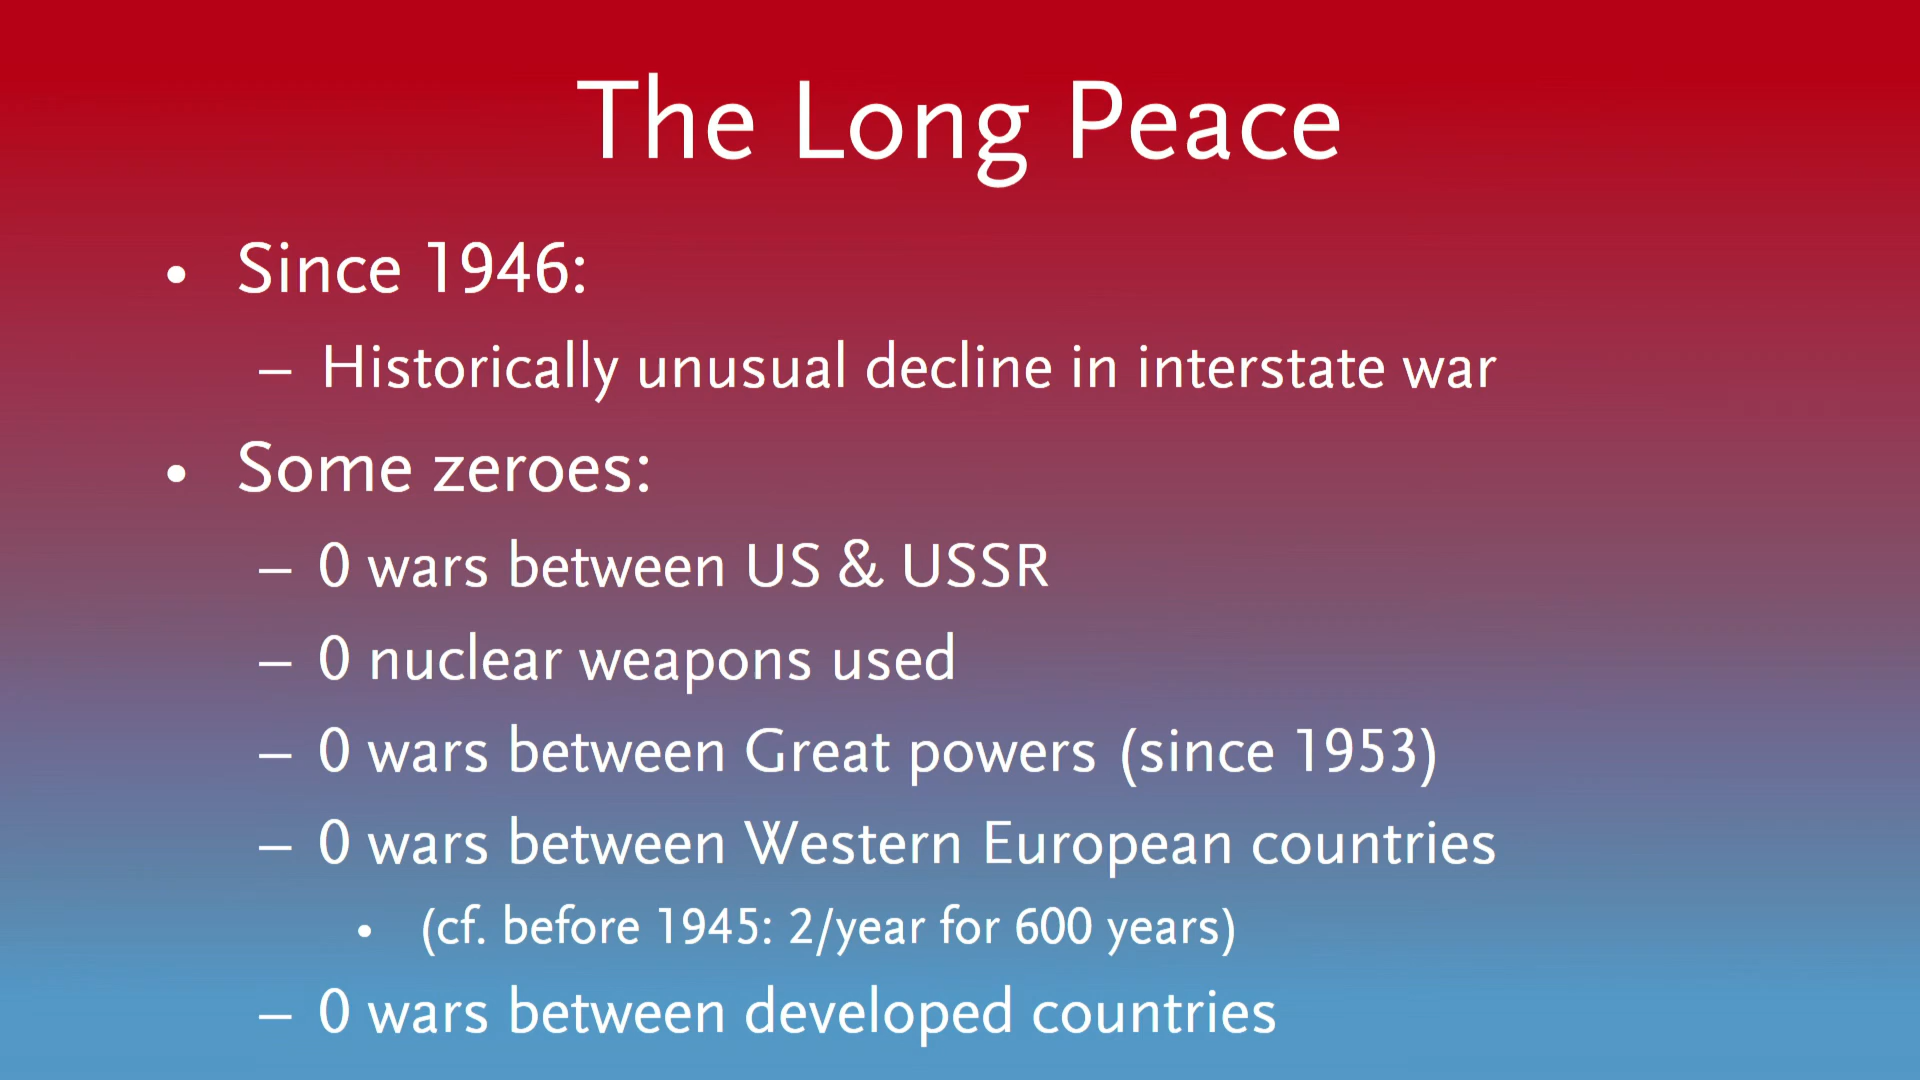 The Long Peace
• Since 1946:
– Historically unusual decline in interstate war
• Some zeroes:
– 0 wars between US & USSR
– 0 nuclear weapons used
– 0 wars between Great powers (since 1953)
– 0 wars between Western European countries
• (cf. before 1945: 2/year for 600 years)
– 0 wars between developed countries